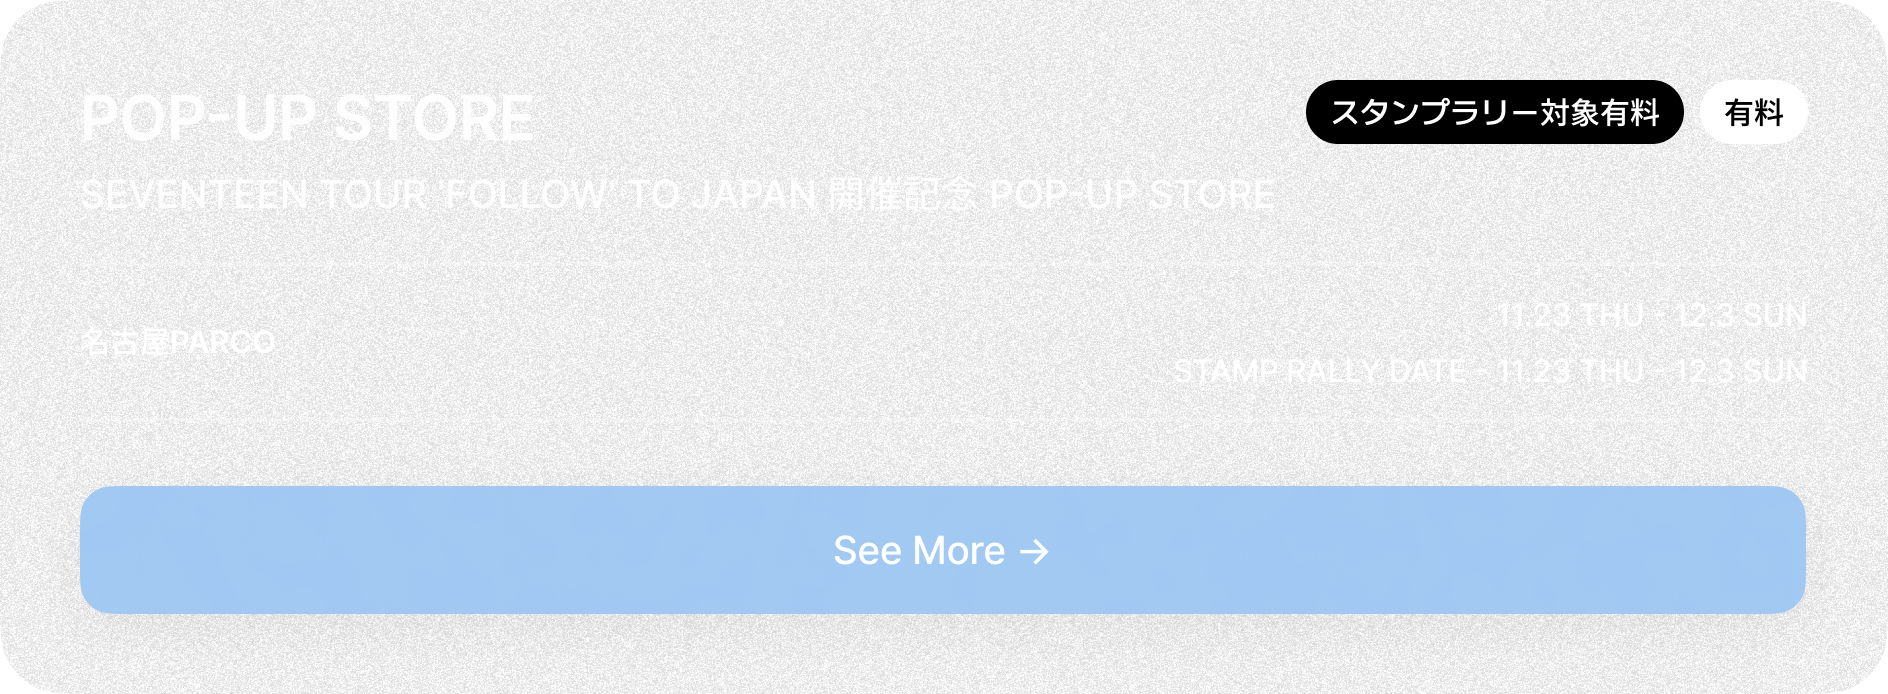 POP-UP STORE
スタンプラリー対象有料
有料
SEVENTEEN TOUR 'FOLLOW' TO JAPAN 開催記念 POP-UP STORE
名古屋PARCO
11.23 THU - 12.3 SUN
STAMP RALLY DATE - 11.23 THU - 12.3 SUN
See More →